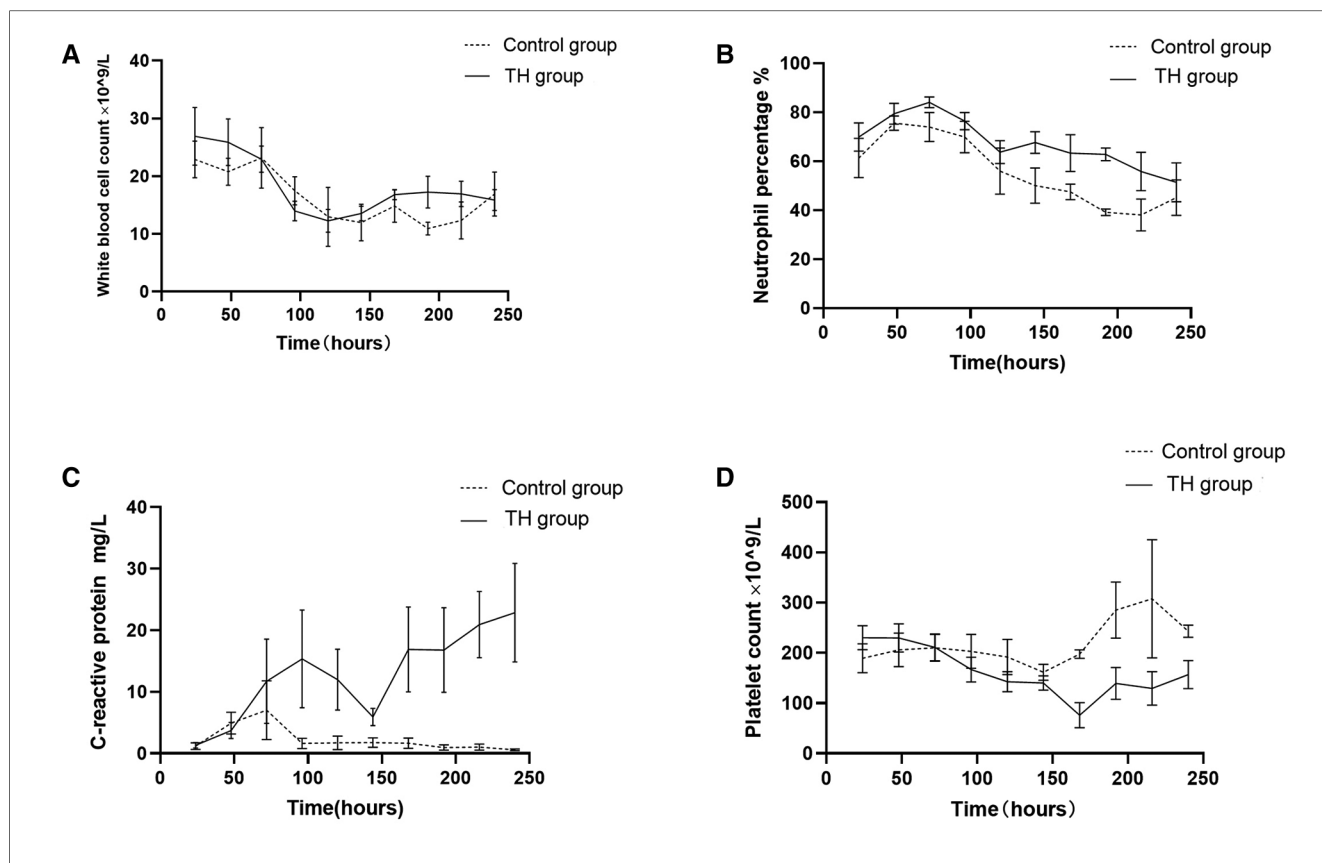 A
Control group
TH group
White blood cell count ×10^9/L
40
30
20
10
0
0 50 100 150 200 250
Time（hours）
B
Control group
TH group
Neutrophil percentage %
100
80
60
40
20
0
0 50 100 150 200 250
Time(hours)
C
Control group
TH group
C-reactive protein mg/L
40
30
20
10
0
0 50 100 150 200 250
Time(hours)
D
Control group
TH group
Platelet count ×10^9/L
500
400
300
200
100
0
0 50 100 150 200 250
Time（hours）